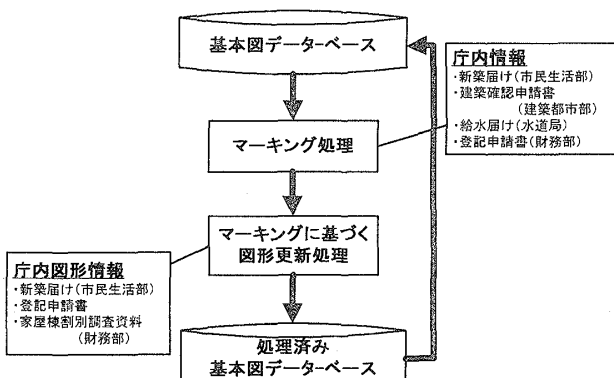 基本図データーベース
庁内情報
・新築届け(市民生活部)
・建築確認申請書
(建築都市部)
・給水届け(水道局)
・登記申請書(財務部)
マーキング処理
マーキングに基づく
図形更新処理
庁内図形情報
・新築届け(市民生活部)
・登記申請書
・家屋棟割別調査資料
(財務部)
処理済み
基本図データーベース